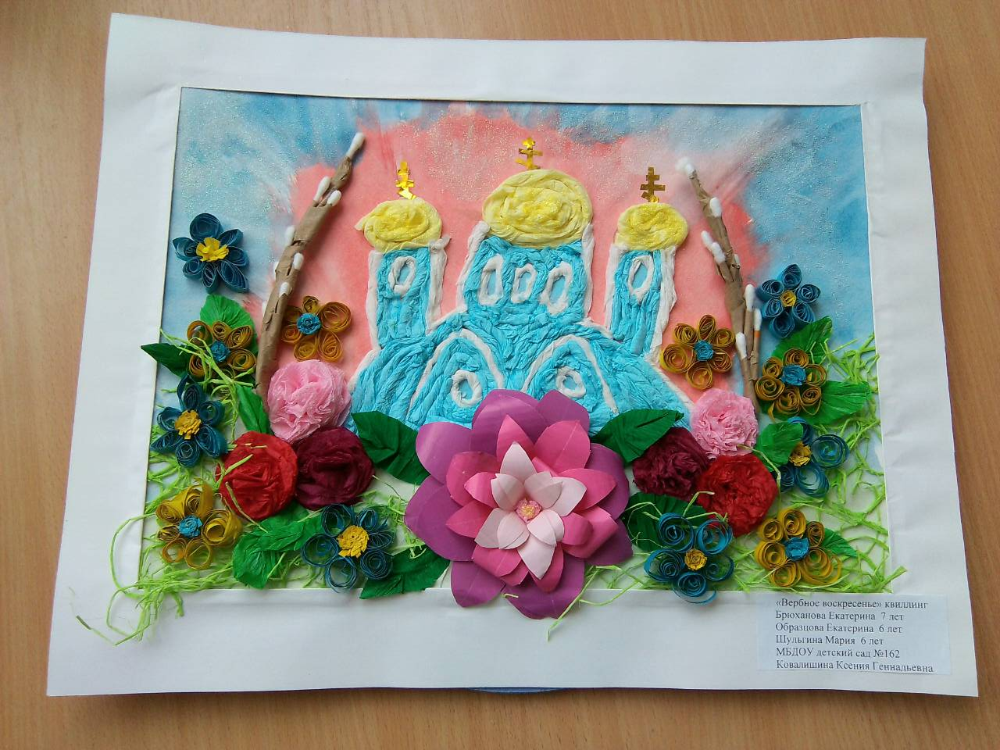 «Вербное воскресенье» квиллинг
Брюханова Екатерина 7 лет
Образцова Екатерина 6 лет
Шульгина Мария 6 лет
МБДОУ детский сад №162
Ковалишина Ксения Геннадьевна